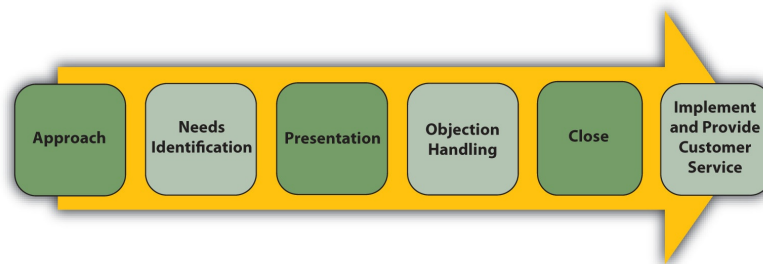 Approach
Needs
Identification
Presentation
Objection
Handling
Close
Implement
and Provide
Customer
Service